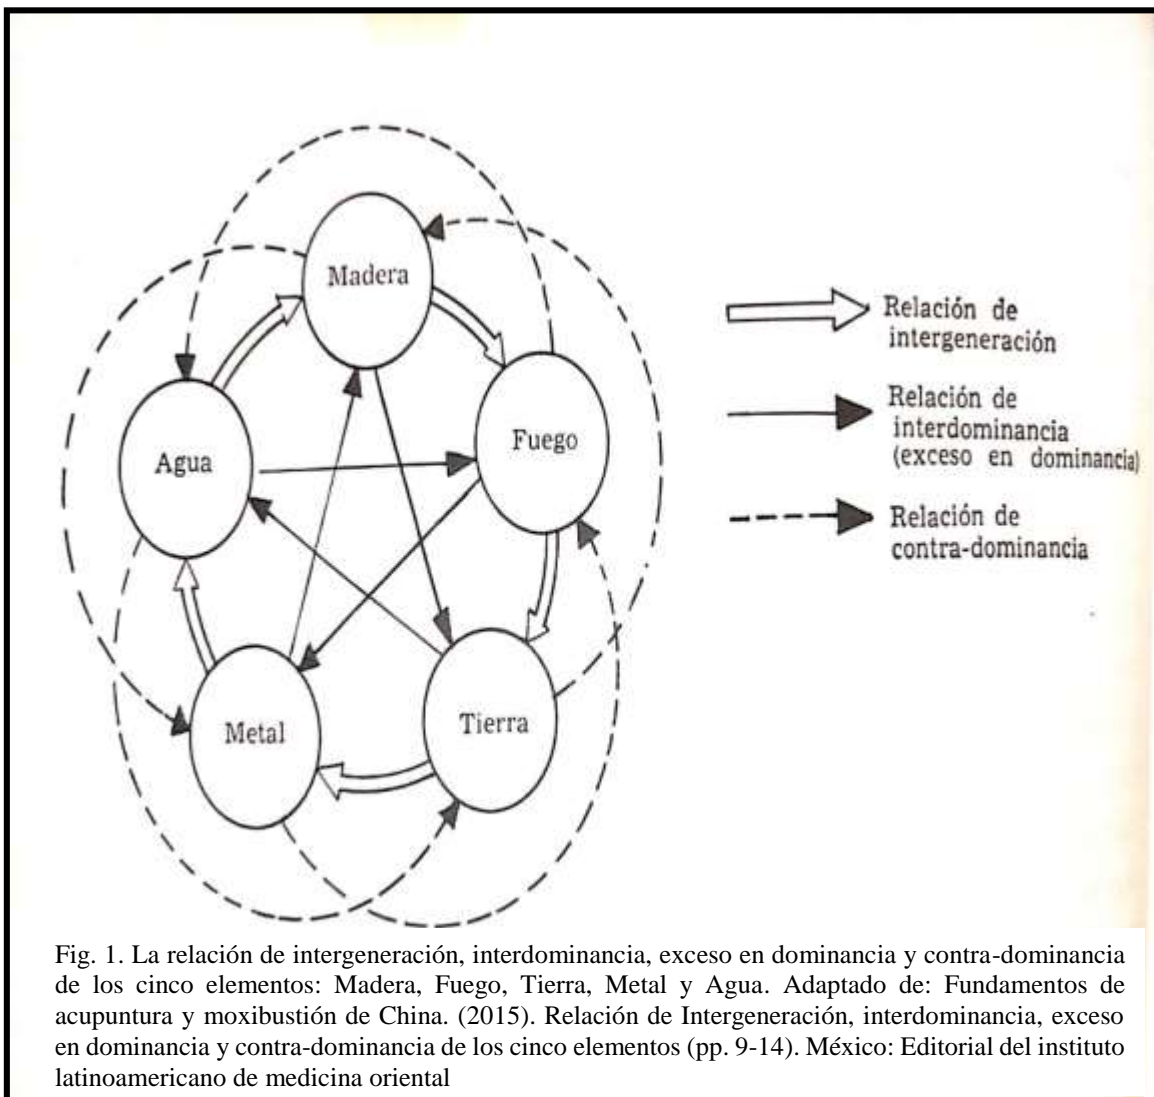 Madera
Relación de
intergeneración
Relación de
interdominancia
(exceso en dominancia)
Fuego
Agua
Relación de
contra-dominancia
Tierra
Metal
Fig. 1. La relación de intergeneración, interdominancia, exceso en dominancia y contra-dominancia
de los cinco elementos: Madera, Fuego, Tierra, Metal y Agua. Adaptado de: Fundamentos de
acupuntura y moxibustión de China. (2015). Relación de Intergeneración, interdominancia, exceso
en dominancia y contra-dominancia de los cinco elementos (pp. 9-14). México: Editorial del instituto
latinoamericano de medicina oriental